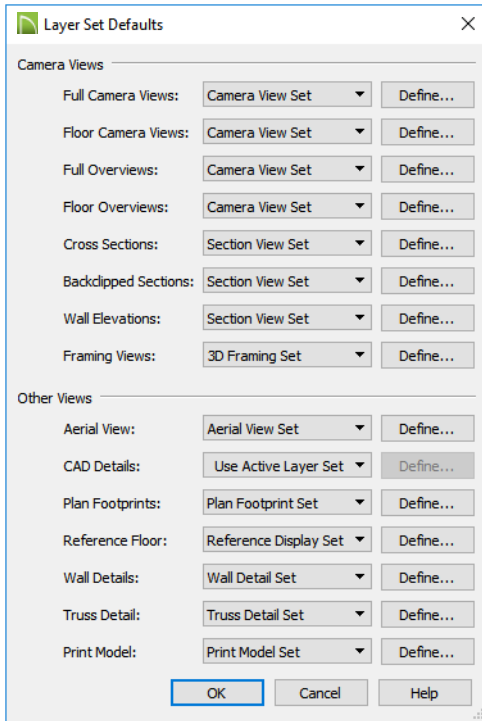 Layer Set Defaults
Camera Views
Full Camera Views: Camera View Set Define...
Floor Camera Views: Camera View Set Define...
Full Overviews: Camera View Set Define...
Floor Overviews: Camera View Set Define...
Cross Sections: Section View Set Define...
Backclipped Sections: Section View Set Define...
Wall Elevations: Section View Set Define...
Framing Views: 3D Framing Set Define...
Other Views
Aerial View: Aerial View Set Define...
CAD Details: Use Active Layer Set Define...
Plan Footprints: Plan Footprint Set Define...
Reference Floor: Reference Display Set Define...
Wall Details: Wall Detail Set Define...
Truss Detail: Truss Detail Set Define...
Print Model: Print Model Set Define...
OK Cancel Help